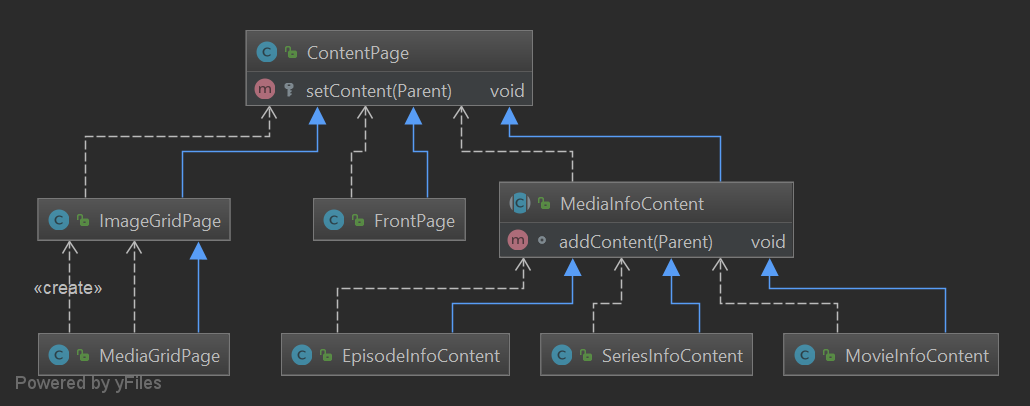 C ContentPage
m setContent(Parent) void
C ImageGridPage
C FrontPage
C MediaInfoContent
m addContent(Parent) void
«create»
C MediaGridPage
C EpisodeInfoContent
C SeriesInfoContent
C MovieInfoContent
Powered by yFiles